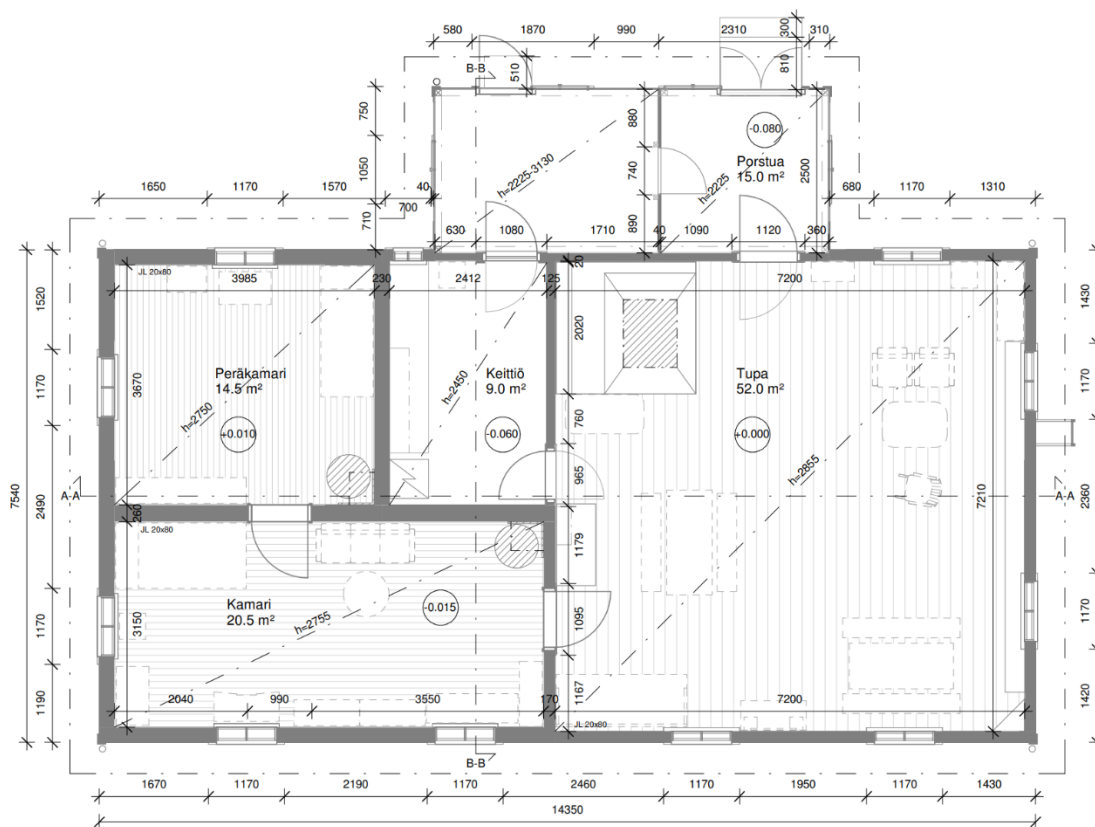 580 1870 990 2310 300 310
B-B 510 810
750 880 -0.080
1050 h=2225-3130 740 Porstua 2500
15.0 m²
h=2225
1650 1170 1570 40 680 1170 1310
700
710 630 1080 1710 890 40 1090 1120 360
JL 20x80 3985 230 2412 125 20 7200
1520 2020 1430
Peräkamari Keittiö Tupa
14.5 m² 9.0 m² 52.0 m²
1170 3670 h=2750 h=2450 1170
+0.010 -0.060 760 +0.000
h=2855
7540 A-A 2490 965 7210 A-A 2360
260
JL 20x80 1179
Kamari -0.015
20.5 m² h=2755
1170 3150 1095 1170
2040 990 3550 170 1167 7200
1190 JL 20x80 1420
B-B
1670 1170 2190 1170 2460 1170 1950 1170 1430
14350